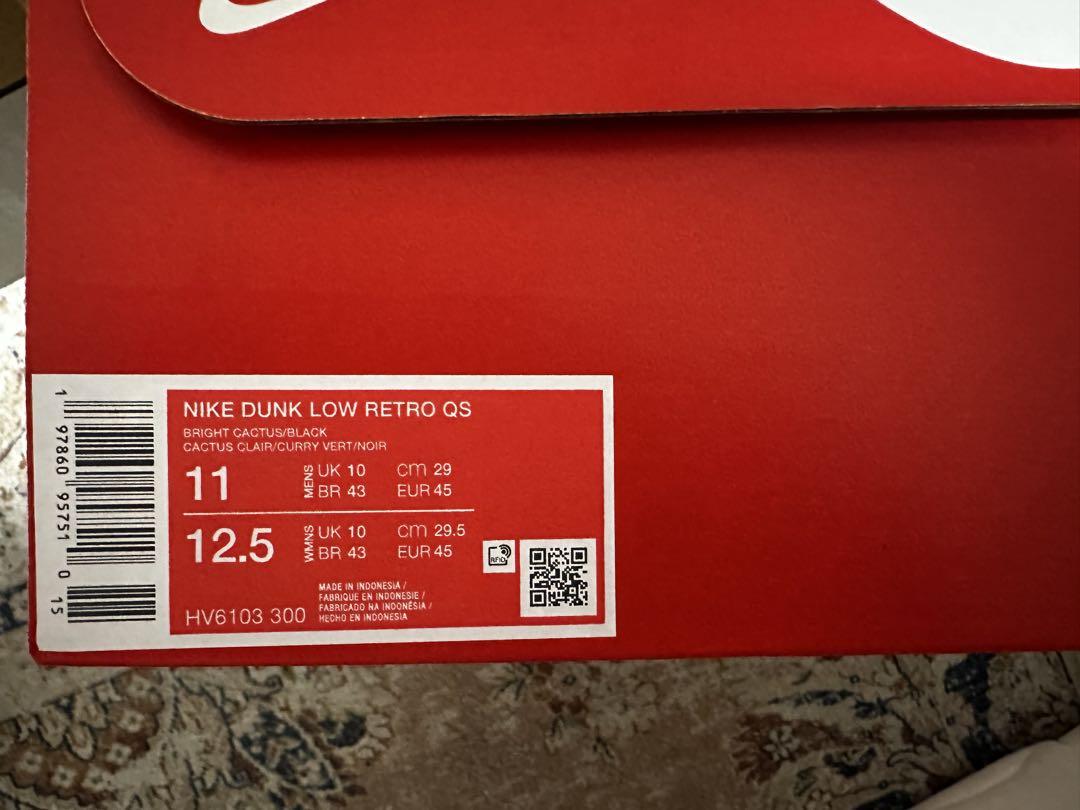 NIKE DUNK LOW RETRO QS
BRIGHT CACTUS/BLACK
CACTUS CLAIR/CURRY VERT/NOIR
11 MENS UK 10 CM 29
BR 43 EUR 45
12.5 WMNS UK 10 CM 29.5
BR 43 EUR 45
RFID
MADE IN INDONESIA /
FABRIQUE EN INDONESIE /
FABRICADO NA INDONÉSIA /
HECHO EN INDONESIA
HV6103 300
1 97860 95751 0 15